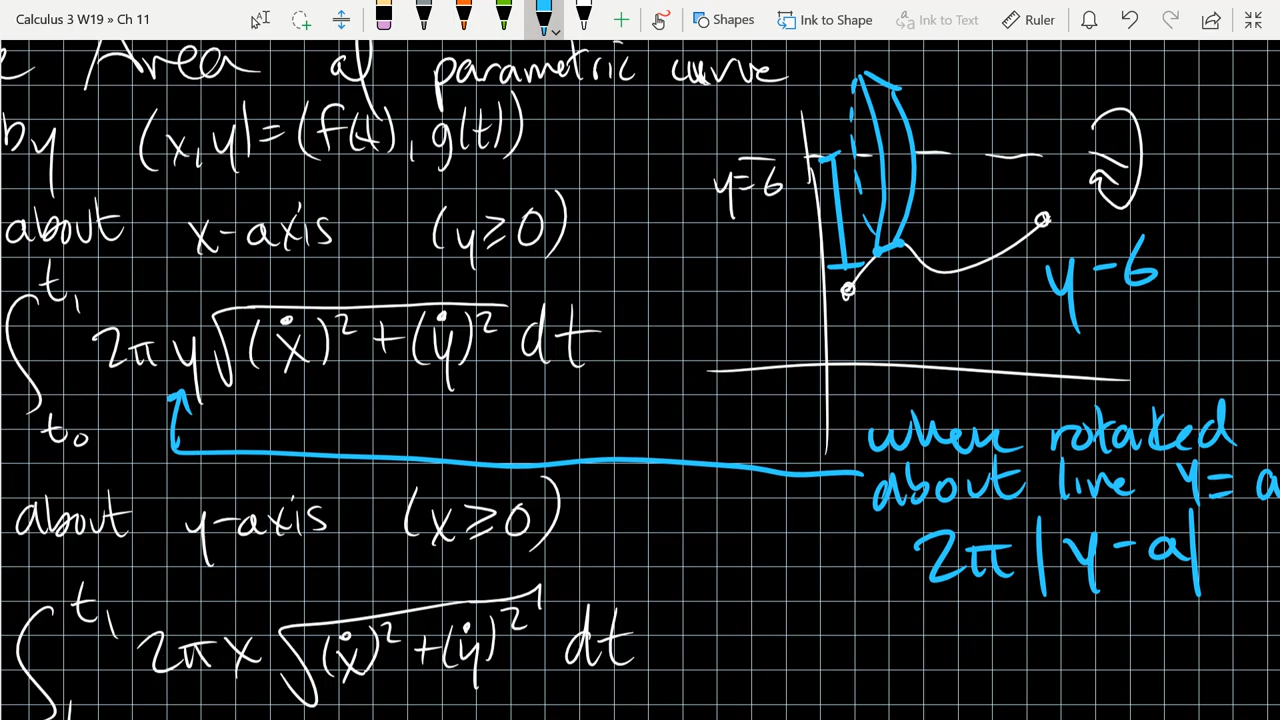 Calculus 3 W19 » Ch 11
Shapes
Ink to Shape
Ink to Text
Ruler
Area of parametric curve
by (x, y) = (f(t), g(t))
about x-axis (y ≥ 0)
∫ t₁ t₀ 2π y √((ẋ)² + (ẏ)²) dt
about y-axis (x ≥ 0)
∫ t₁ 2π x √((ẋ)² + (ẏ)²) dt
y = 6
y - 6
when rotated
about line y = a
2π |y - a|